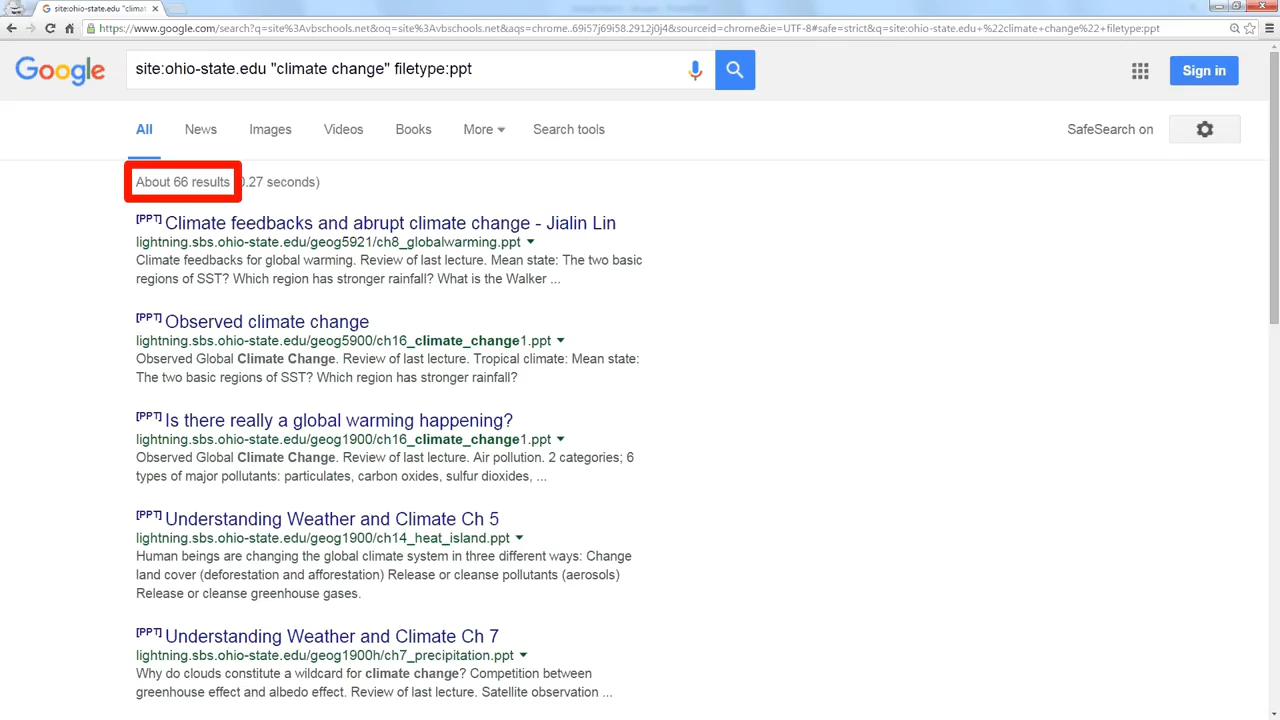 site:ohio-state.edu "climat
https://www.google.com/search?q=site%3Avbschools.net&oq=site%3Avbschools.net&aqs=chrome..69i57j69i58.2912j0j4&sourceid=chrome&ie=UTF-8#safe=strict&q=site:ohio-state.edu+%22climate+change%22+filetype:ppt
Google
site:ohio-state.edu "climate change" filetype:ppt
Sign in
All News Images Videos Books More Search tools
SafeSearch on
About 66 results 0.27 seconds)
[PPT] Climate feedbacks and abrupt climate change - Jialin Lin
lightning.sbs.ohio-state.edu/geog5921/ch8_globalwarming.ppt
Climate feedbacks for global warming. Review of last lecture. Mean state: The two basic
regions of SST? Which region has stronger rainfall? What is the Walker ...
[PPT] Observed climate change
lightning.sbs.ohio-state.edu/geog5900/ch16_climate_change1.ppt
Observed Global Climate Change. Review of last lecture. Tropical climate: Mean state:
The two basic regions of SST? Which region has stronger rainfall?
[PPT] Is there really a global warming happening?
lightning.sbs.ohio-state.edu/geog1900/ch16_climate_change1.ppt
Observed Global Climate Change. Review of last lecture. Air pollution. 2 categories; 6
types of major pollutants: particulates, carbon oxides, sulfur dioxides, ...
[PPT] Understanding Weather and Climate Ch 5
lightning.sbs.ohio-state.edu/geog1900/ch14_heat_island.ppt
Human beings are changing the global climate system in three different ways: Change
land cover (deforestation and afforestation) Release or cleanse pollutants (aerosols)
Release or cleanse greenhouse gases.
[PPT] Understanding Weather and Climate Ch 7
lightning.sbs.ohio-state.edu/geog1900h/ch7_precipitation.ppt
Why do clouds constitute a wildcard for climate change? Competition between
greenhouse effect and albedo effect. Review of last lecture. Satellite observation ...